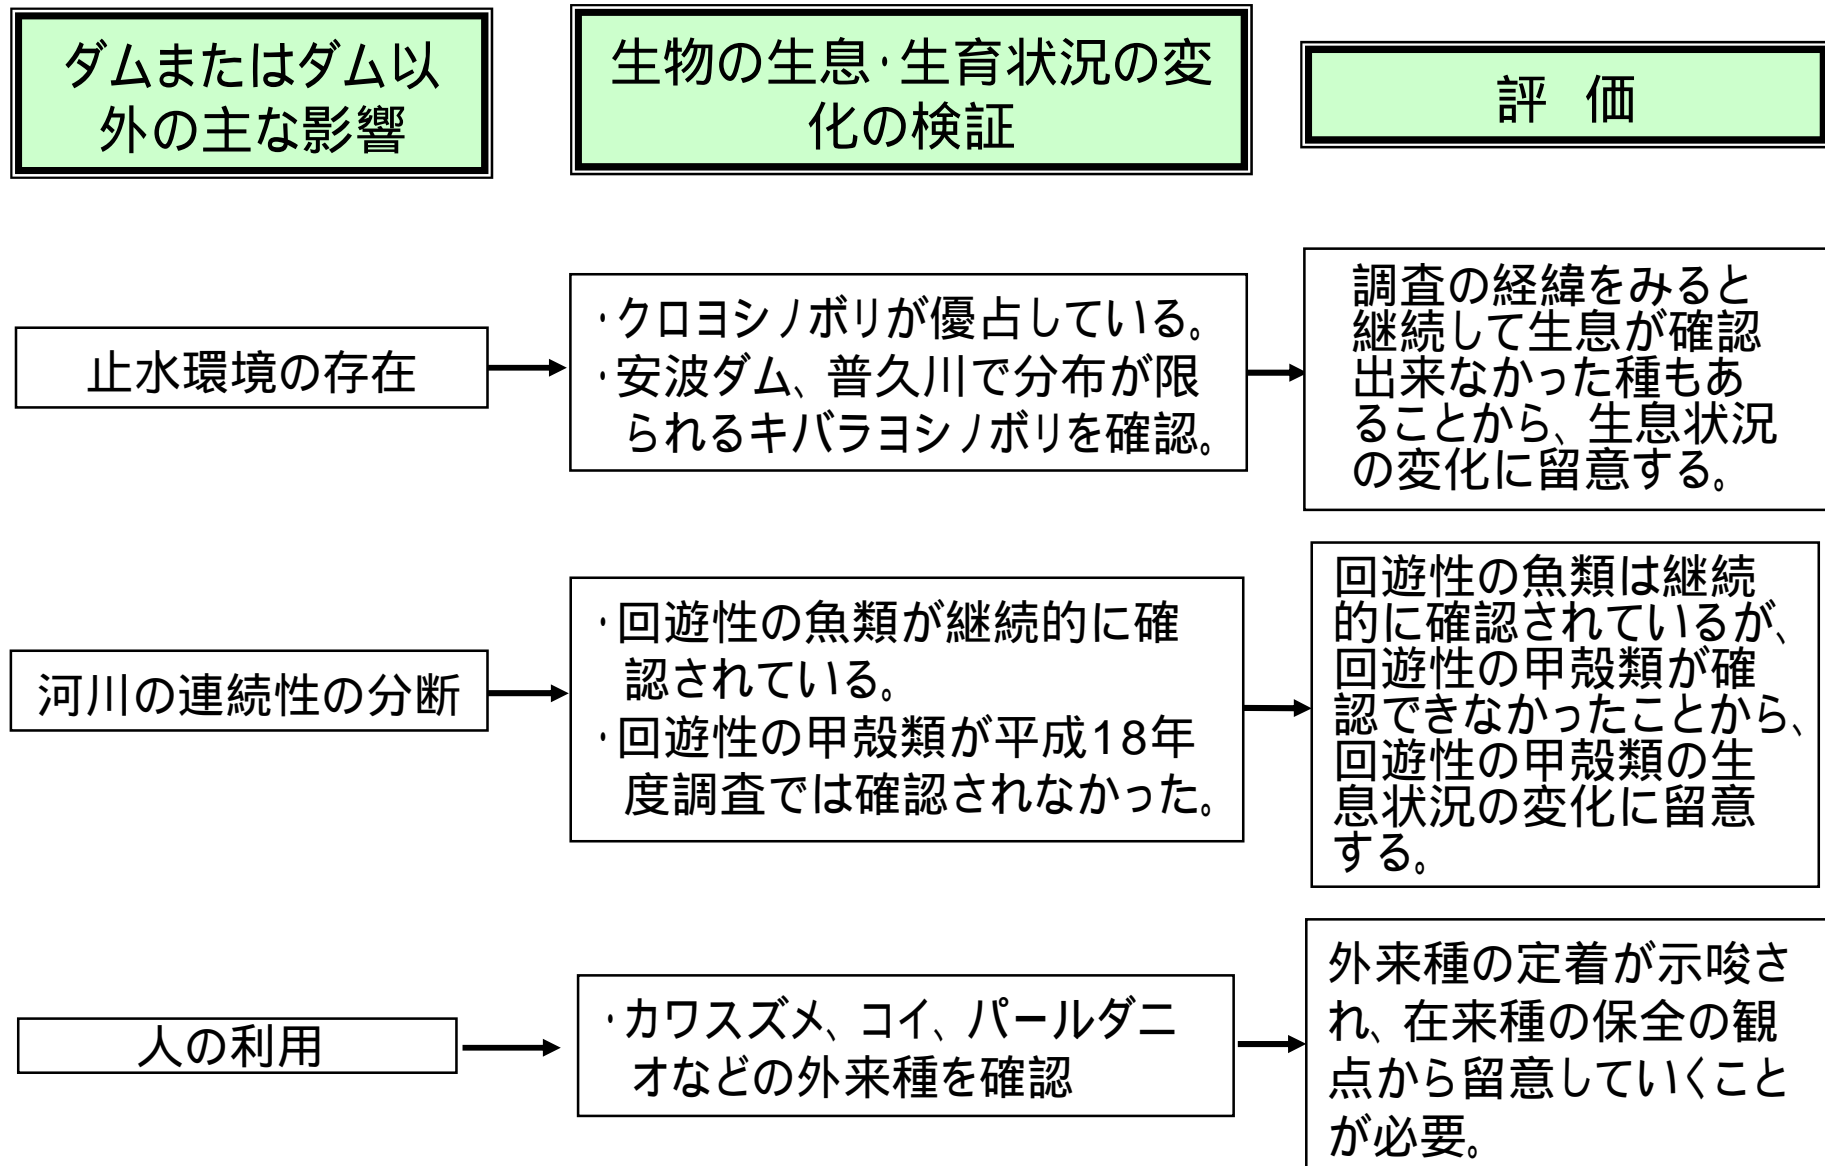 ダムまたはダム以
外の主な影響
生物の生息・生育状況の変
化の検証
評 価
止水環境の存在
・クロヨシノボリが優占している。
・安波ダム、普久川で分布が限
られるキバラヨシノボリを確認。
調査の経緯をみると
継続して生息が確認
出来なかった種もあ
ることから、生息状況
の変化に留意する。
河川の連続性の分断
・回遊性の魚類が継続的に確
認されている。
・回遊性の甲殻類が平成18年
度調査では確認されなかった。
回遊性の魚類は継続
的に確認されているが、
回遊性の甲殻類が確
認できなかったことから、
回遊性の甲殻類の生
息状況の変化に留意
する。
人の利用
・カワスズメ、コイ、パールダニ
オなどの外来種を確認
外来種の定着が示唆さ
れ、在来種の保全の観
点から留意していくこと
が必要。